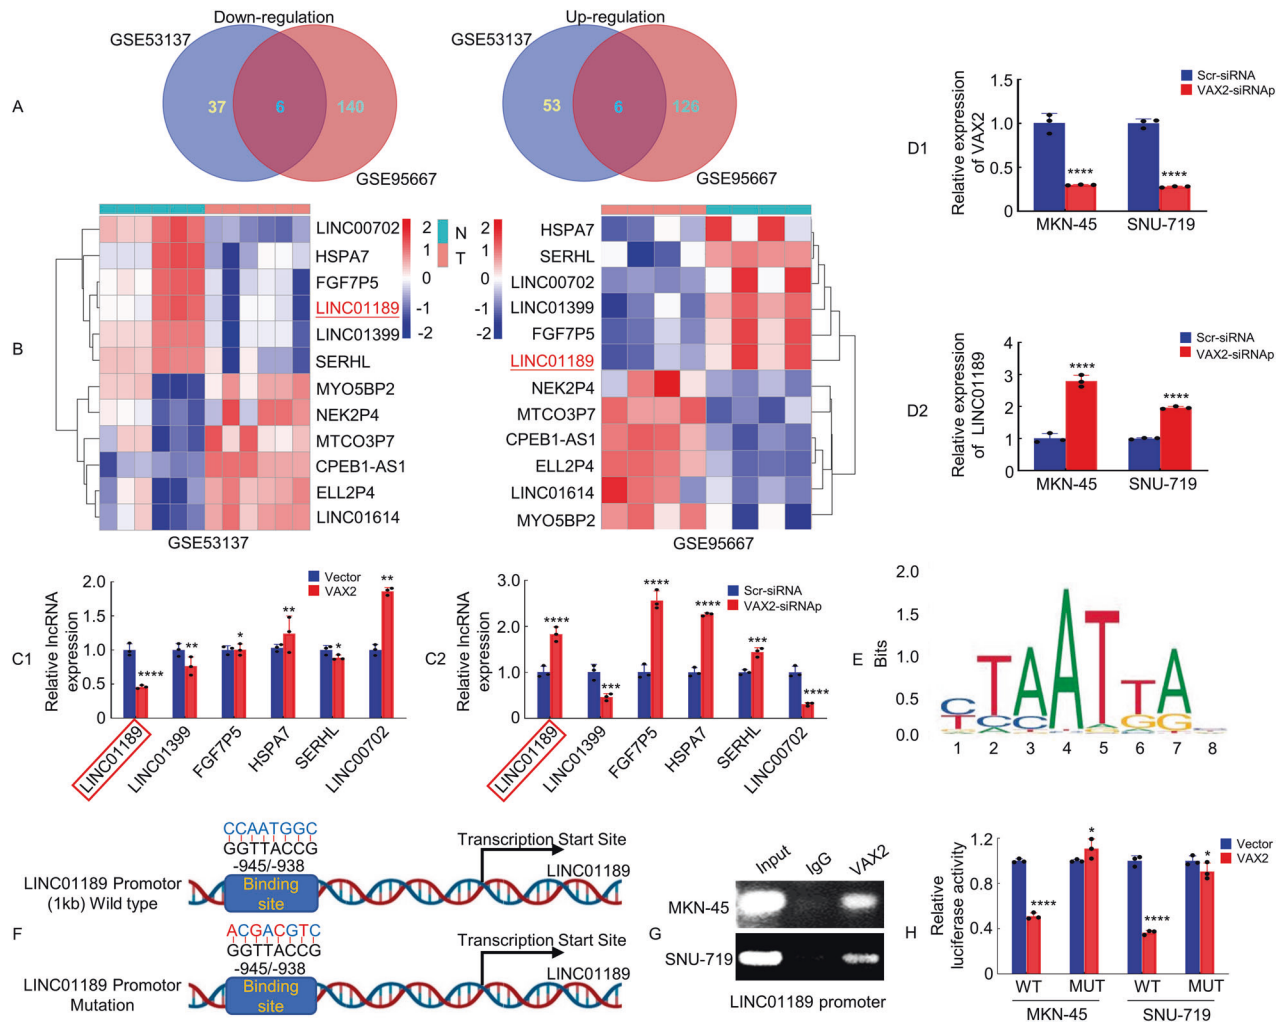 Down-regulation
GSE53137
37
6
140
GSE95667
Up-regulation
GSE53137
53
6
126
GSE95667
A
B
LINC00702
HSPA7
FGF7P5
LINC01189
LINC01399
SERHL
MYO5BP2
NEK2P4
MTCO3P7
CPEB1-AS1
ELL2P4
LINC01614
GSE53137
2
1
0
-1
-2
N
T
2
1
0
-1
-2
HSPA7
SERHL
LINC00702
LINC01399
FGF7P5
LINC01189
NEK2P4
MTCO3P7
CPEB1-AS1
ELL2P4
LINC01614
MYO5BP2
GSE95667
D1
Relative expression
of VAX2
1.5
1.0
0.5
0
Scr-siRNA
VAX2-siRNAp
****
****
MKN-45
SNU-719
D2
Relative expression
of LINC01189
4
3
2
1
0
Scr-siRNA
VAX2-siRNAp
****
****
MKN-45
SNU-719
C1
Relative lncRNA
expression
2.0
1.5
1.0
0.5
0
Vector
VAX2
****
**
*
**
*
**
LINC01189
LINC01399
FGF7P5
HSPA7
SERHL
LINC00702
C2
Relative lncRNA
expression
3.0
2.0
1.0
0
Scr-siRNA
VAX2-siRNAp
****
***
****
****
***
****
LINC01189
LINC01399
FGF7P5
HSPA7
SERHL
LINC00702
E
Bits
2.0
1.5
1.0
0.5
0.0
C
T
T
C
C
A
C
A
T
T
G
A
G
1 2 3 4 5 6 7 8
F
CCAATGGC
GGTTACCG
-945/-938
LINC01189 Promotor
(1kb) Wild type
Binding
site
Transcription Start Site
LINC01189
ACGACGTC
GGTTACCG
-945/-938
LINC01189 Promotor
Mutation
Binding
site
Transcription Start Site
LINC01189
G
Input
IgG
VAX2
MKN-45
SNU-719
LINC01189 promoter
H
Relative
luciferase activity
1.2
0.8
0.4
0
Vector
VAX2
****
*
****
*
WT
MUT
WT
MUT
MKN-45
SNU-719